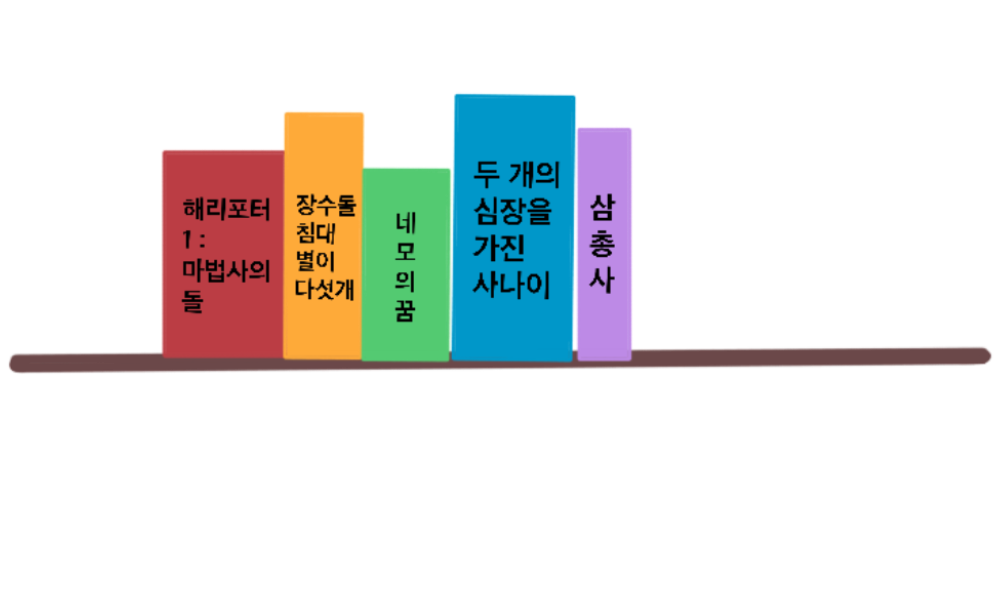 해리포터
1 :
마법사의
돌
장수돌
침대
별이
다섯개
네
모
의
꿈
두 개의
심장을
가진
사나이
삼
총
사